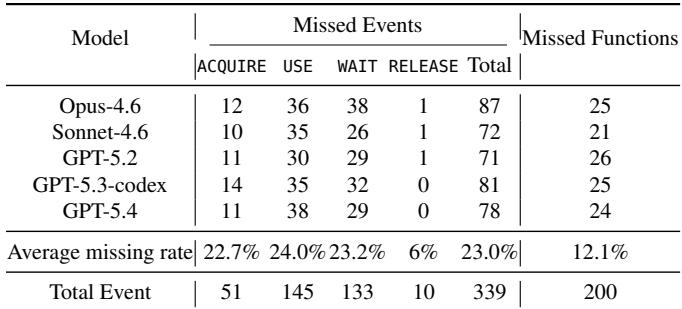 Model Missed Events Missed Functions
ACQUIRE USE WAIT RELEASE Total
Opus-4.6 12 36 38 1 87 25
Sonnet-4.6 10 35 26 1 72 21
GPT-5.2 11 30 29 1 71 26
GPT-5.3-codex 14 35 32 0 81 25
GPT-5.4 11 38 29 0 78 24
Average missing rate 22.7% 24.0% 23.2% 6% 23.0% 12.1%
Total Event 51 145 133 10 339 200